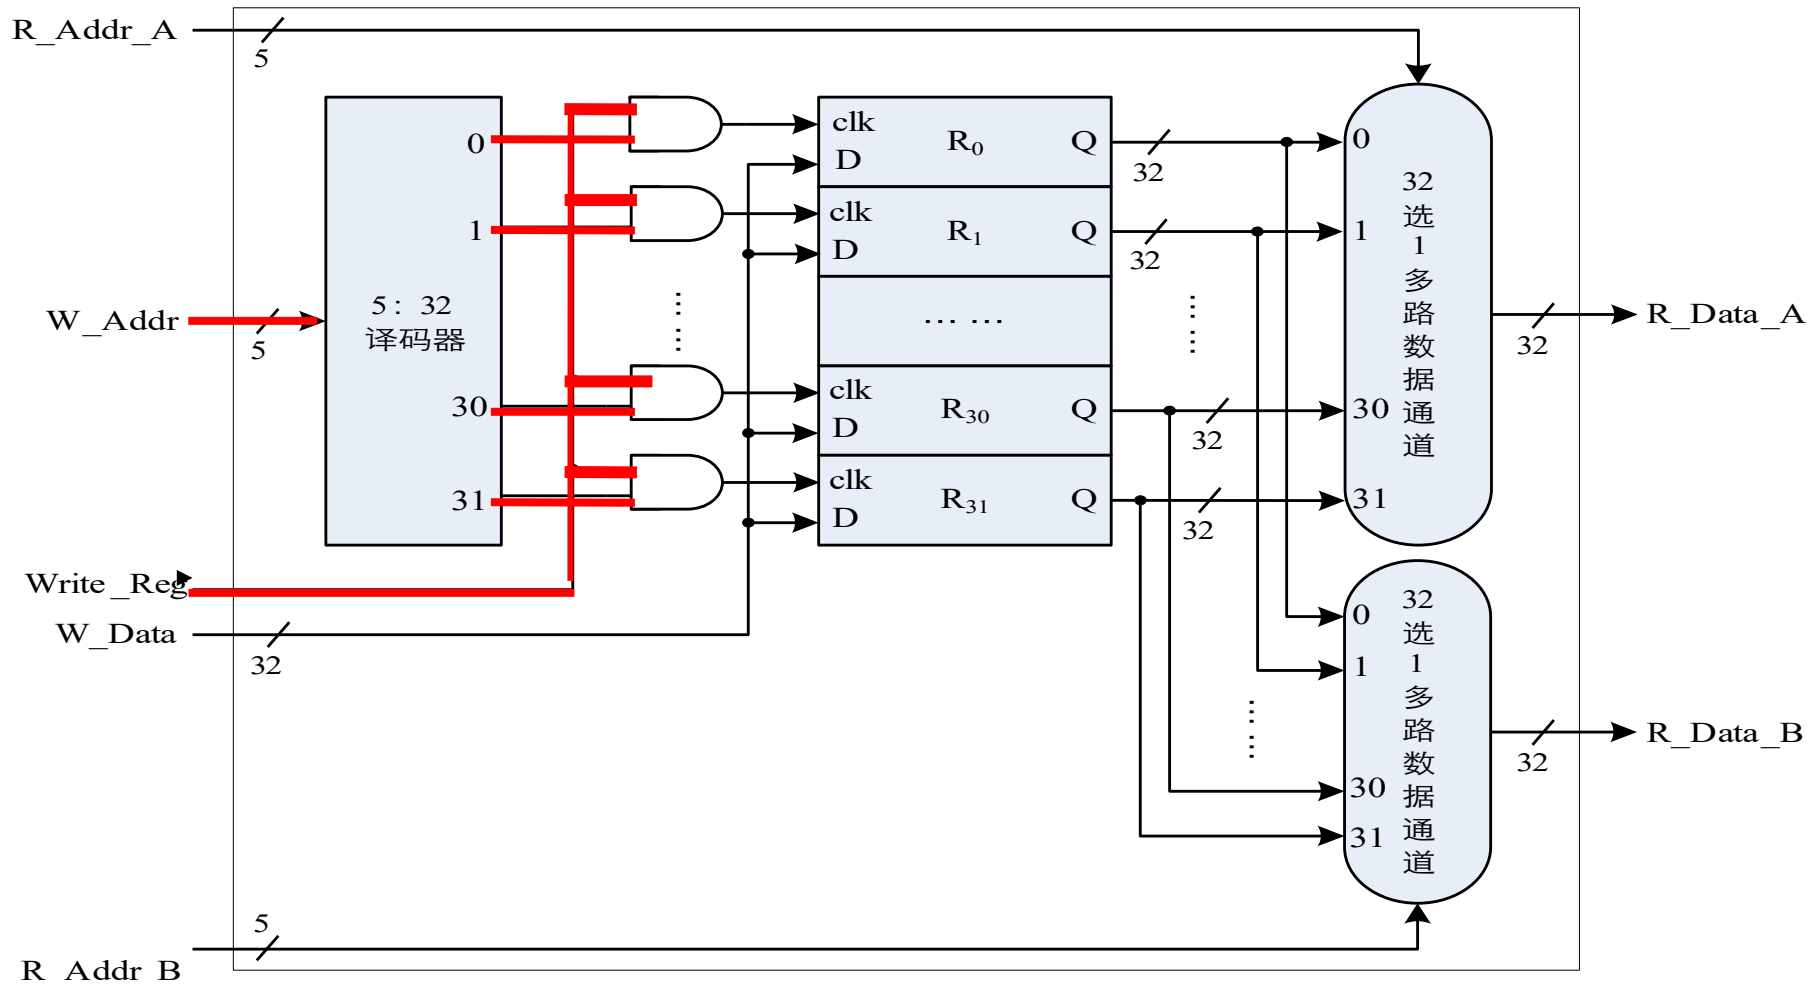 R_Addr_A
5
0
1
5：32
译码器
30
31
W_Addr
5
Write_Reg
W_Data
32
5
R_Addr_B
clk
D
R0
Q
32
clk
D
R1
Q
32
……
…… 
……
clk
D
R30
Q
32
clk
D
R31
Q
32
0
1
30
31
32
选
1
多
路
数
据
通
道
32
R_Data_A
0
1
……
30
31
32
选
1
多
路
数
据
通
道
32
R_Data_B